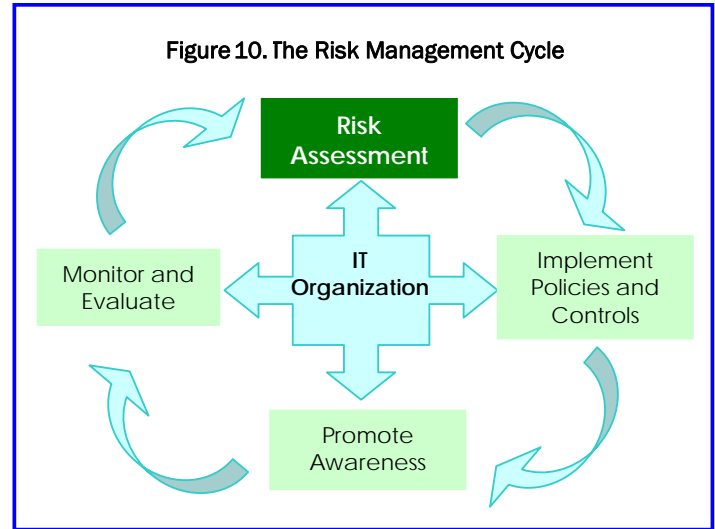 Figure 10. The Risk Management Cycle
Risk
Assessment
IT
Organization
Monitor and
Evaluate
Implement
Policies and
Controls
Promote
Awareness